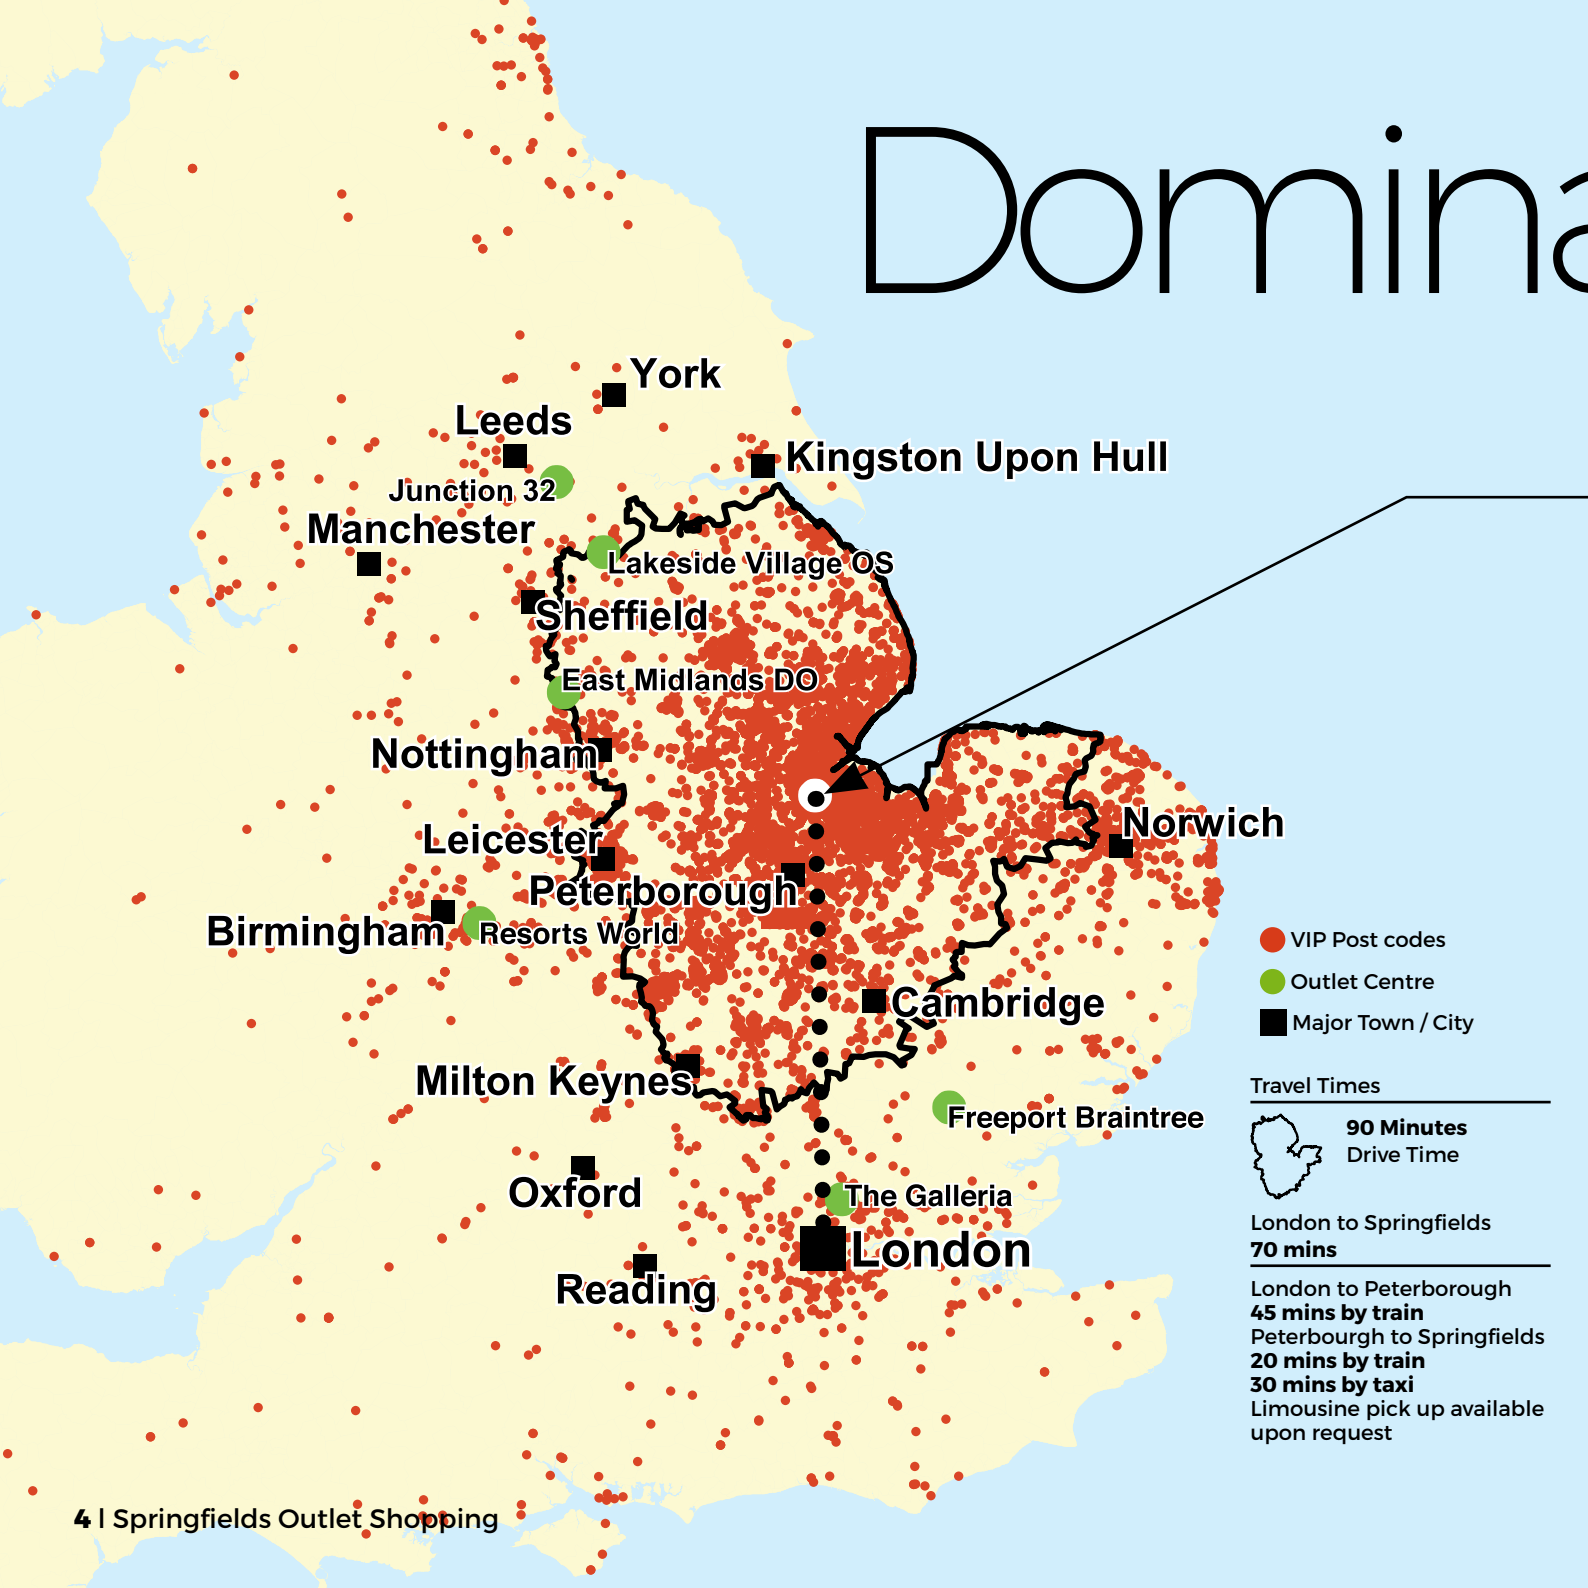 Domina
York
Leeds
Kingston Upon Hull
Junction 32
Manchester
Lakeside Village OS
Sheffield
East Midlands DO
Nottingham
Norwich
Leicester
Peterborough
Birmingham
Resorts World
VIP Post codes
Outlet Centre
Major Town / City
Cambridge
Milton Keynes
Freeport Braintree
Oxford
The Galleria
London
Reading
Travel Times
90 Minutes
Drive Time
London to Springfields
70 mins
London to Peterborough
45 mins by train
Peterbourgh to Springfields
20 mins by train
30 mins by taxi
Limousine pick up available
upon request
4 | Springfields Outlet Shopping